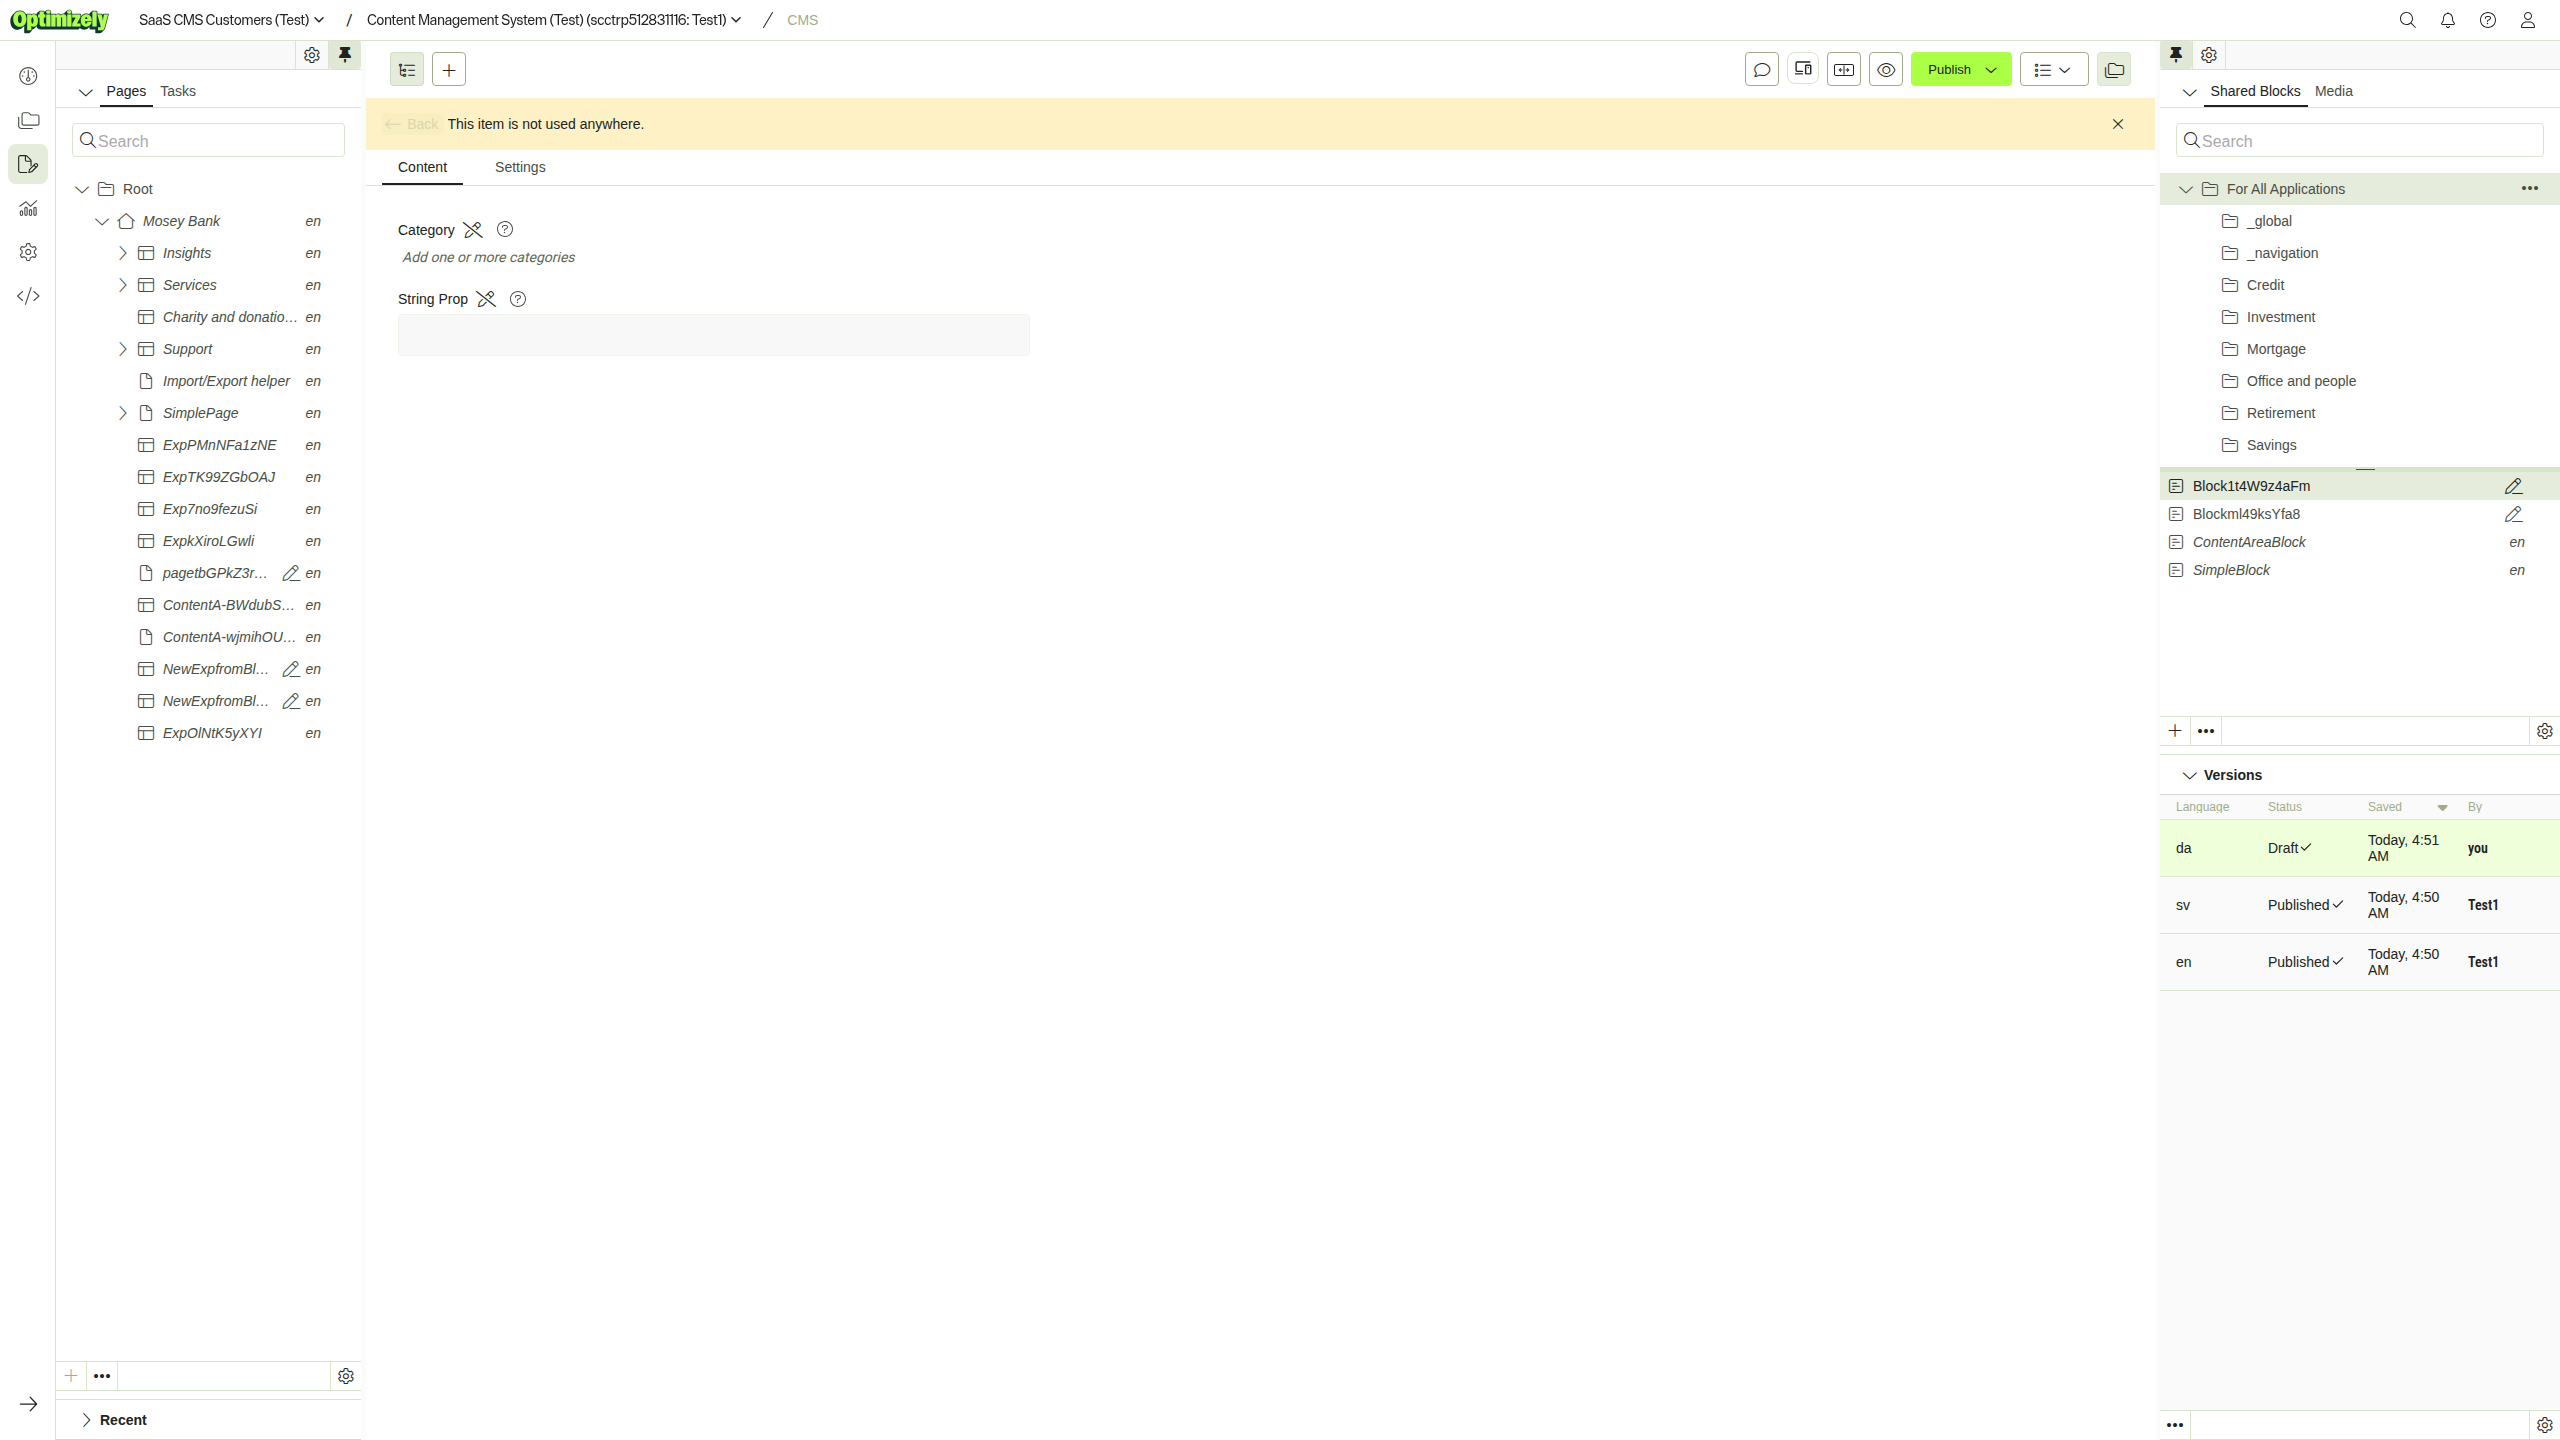 Optimizely
SaaS CMS Customers (Test) / Content Management System (Test) (scctrp512831116: Test1) / CMS
Pages Tasks
Search
Root
Mosey Bank en
Insights en
Services en
Charity and donatio... en
Support en
Import/Export helper en
SimplePage en
ExpPMnNFa1zNE en
ExpTK99ZGbOAJ en
Exp7no9fezuSi en
ExpkXiroLGwli en
pagetbGPkZ3r... en
ContentA-BWdubS... en
ContentA-wjmihOU... en
NewExpfromBl... en
NewExpfromBl... en
ExpOlNtK5yXYI en
Recent
Publish
Back This item is not used anywhere.
Content Settings
Category
Add one or more categories
String Prop
Shared Blocks Media
Search
For All Applications
_global
_navigation
Credit
Investment
Mortgage
Office and people
Retirement
Savings
Block1t4W9z4aFm
Blockml49ksYfa8
ContentAreaBlock en
SimpleBlock en
Versions
Language Status Saved By
da Draft Today, 4:51 AM you
sv Published Today, 4:50 AM Test1
en Published Today, 4:50 AM Test1